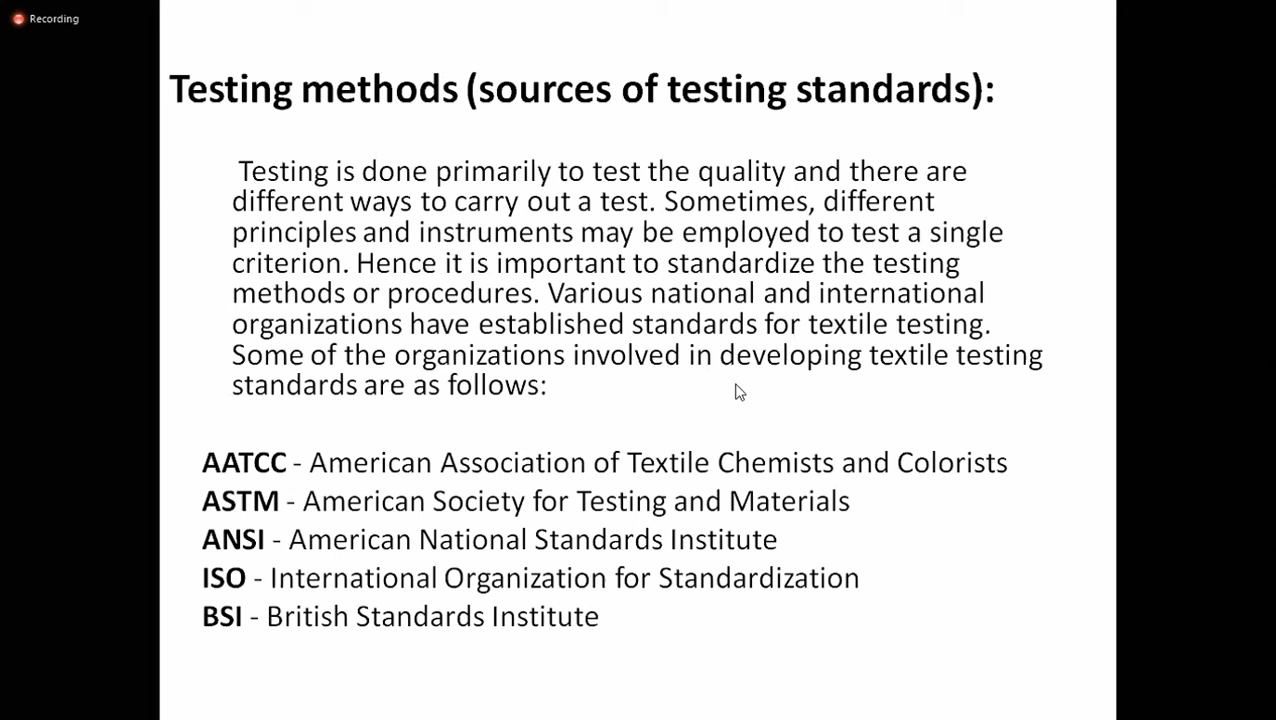 Recording
Testing methods (sources of testing standards):
Testing is done primarily to test the quality and there are
different ways to carry out a test. Sometimes, different
principles and instruments may be employed to test a single
criterion. Hence it is important to standardize the testing
methods or procedures. Various national and international
organizations have established standards for textile testing.
Some of the organizations involved in developing textile testing
standards are as follows:
AATCC - American Association of Textile Chemists and Colorists
ASTM - American Society for Testing and Materials
ANSI - American National Standards Institute
ISO - International Organization for Standardization
BSI - British Standards Institute